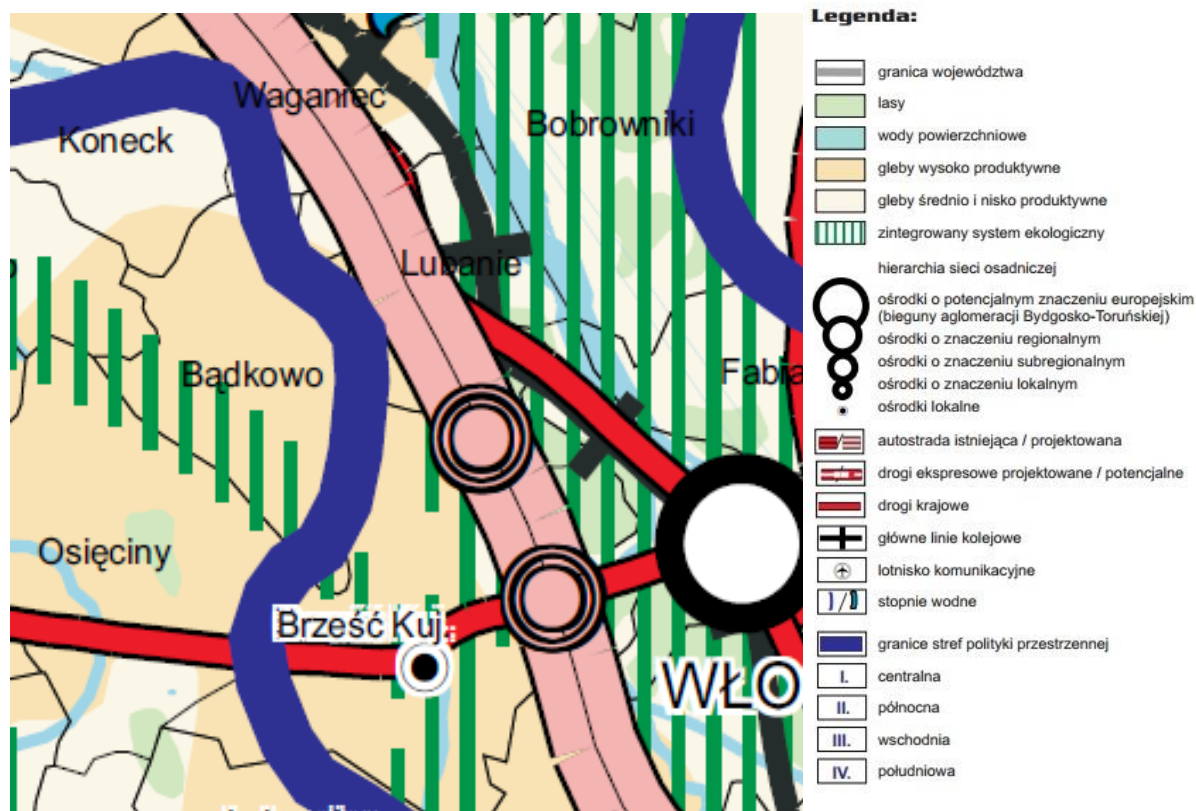 Waganiec
Koneck
Bobrowniki
Lubanie
Bądkowo
Fabia
Osięciny
Brześć Kuj.
WŁO
Legenda:
granica województwa
lasy
wody powierzchniowe
gleby wysoko produktywne
gleby średnio i nisko produktywne
zintegrowany system ekologiczny
hierarchia sieci osadniczej
ośrodki o potencjalnym znaczeniu europejskim
(bieguny aglomeracji Bydgosko-Toruńskiej)
ośrodki o znaczeniu regionalnym
ośrodki o znaczeniu subregionalnym
ośrodki o znaczeniu lokalnym
ośrodki lokalne
autostrada istniejąca / projektowana
drogi ekspresowe projektowane / potencjalne
drogi krajowe
główne linie kolejowe
lotnisko komunikacyjne
stopnie wodne
granice stref polityki przestrzennej
I. centralna
II. północna
III. wschodnia
IV. południowa